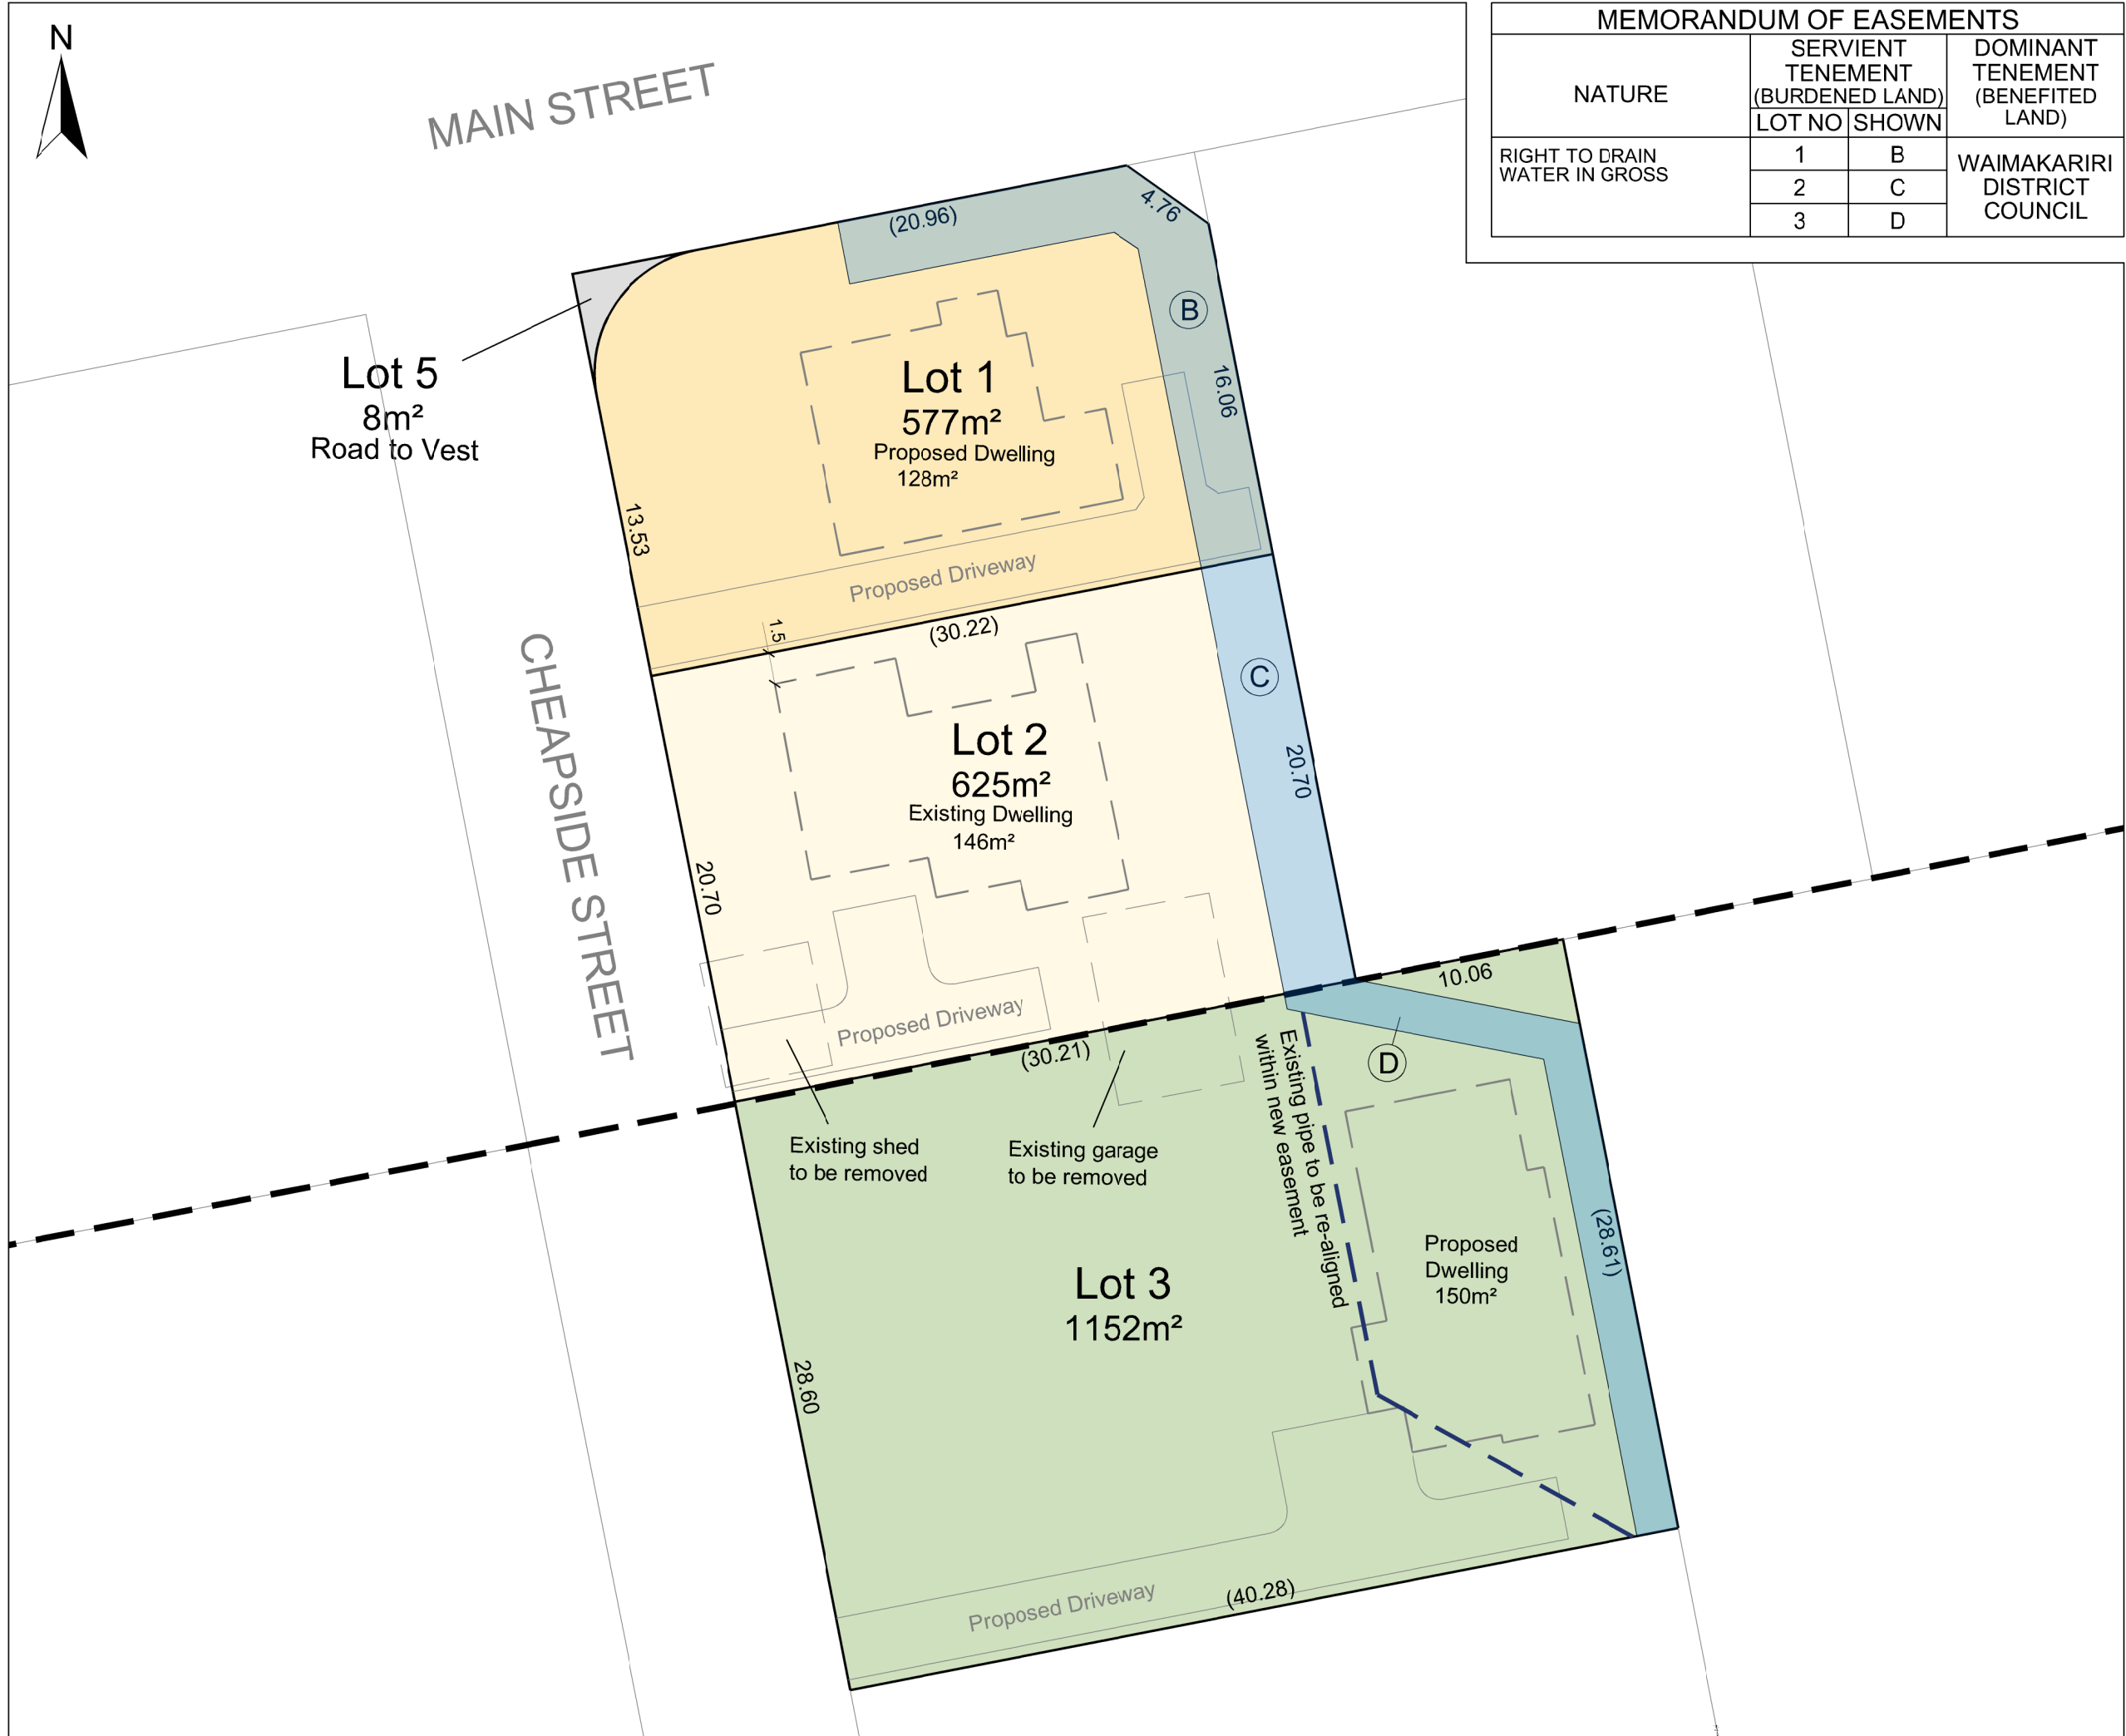 N
MAIN STREET
MEMORANDUM OF EASEMENTS
NATURE
SERVIENT
TENEMENT
(BURDENED LAND)
LOT NO
SHOWN
DOMINANT
TENEMENT
(BENEFITED
LAND)
RIGHT TO DRAIN
WATER IN GROSS
1
B
2
C
3
D
WAIMAKARIRI
DISTRICT
COUNCIL
(20.96)
4.76
B
16.06
Lot 5
8m²
Road to Vest
Lot 1
577m²
Proposed Dwelling
128m²
13.53
Proposed Driveway
1.5
(30.22)
CHEAPSIDE STREET
C
Lot 2
625m²
Existing Dwelling
146m²
20.70
20.70
Proposed Driveway
10.06
(30.21)
D
Existing pipe to be re-aligned
within new easement
Existing shed
to be removed
Existing garage
to be removed
(28.61)
Proposed
Dwelling
150m²
Lot 3
1152m²
28.60
Proposed Driveway
(40.28)